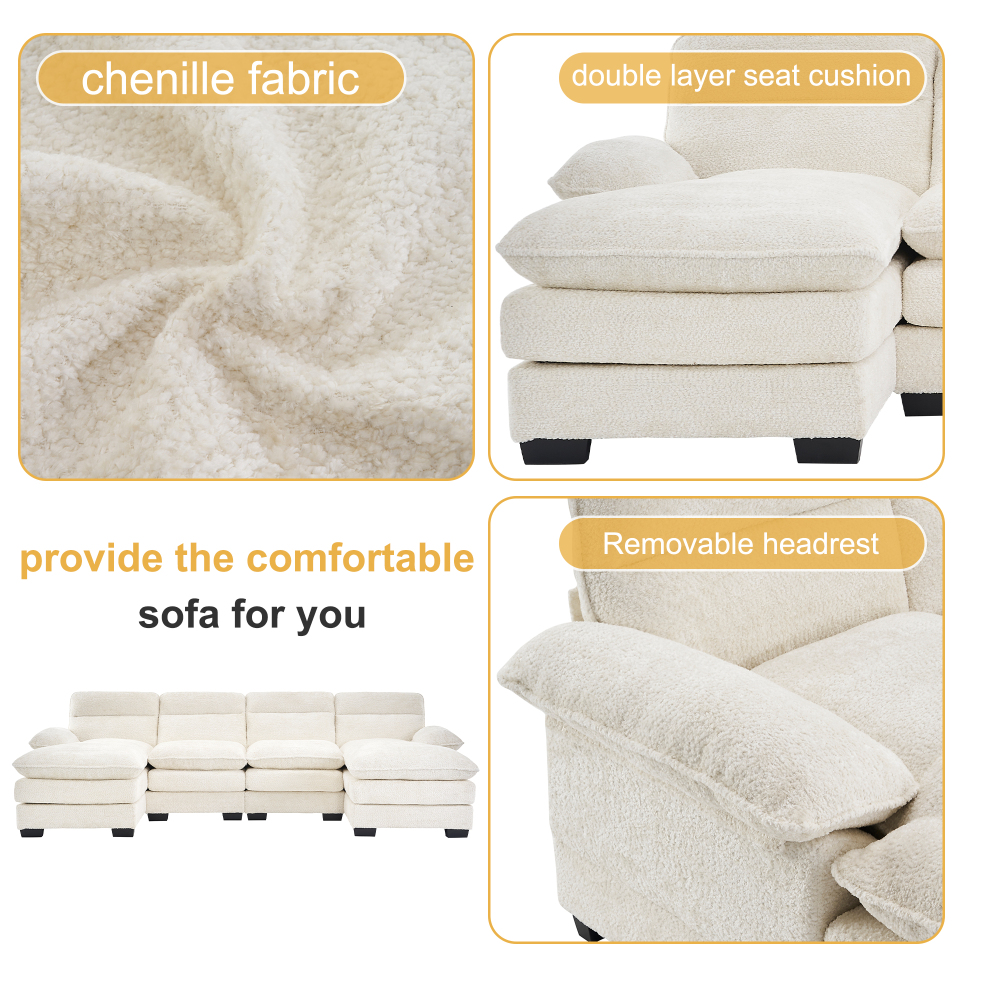 chenille fabric
double layer seat cushion
provide the comfortable
sofa for you
Removable headrest